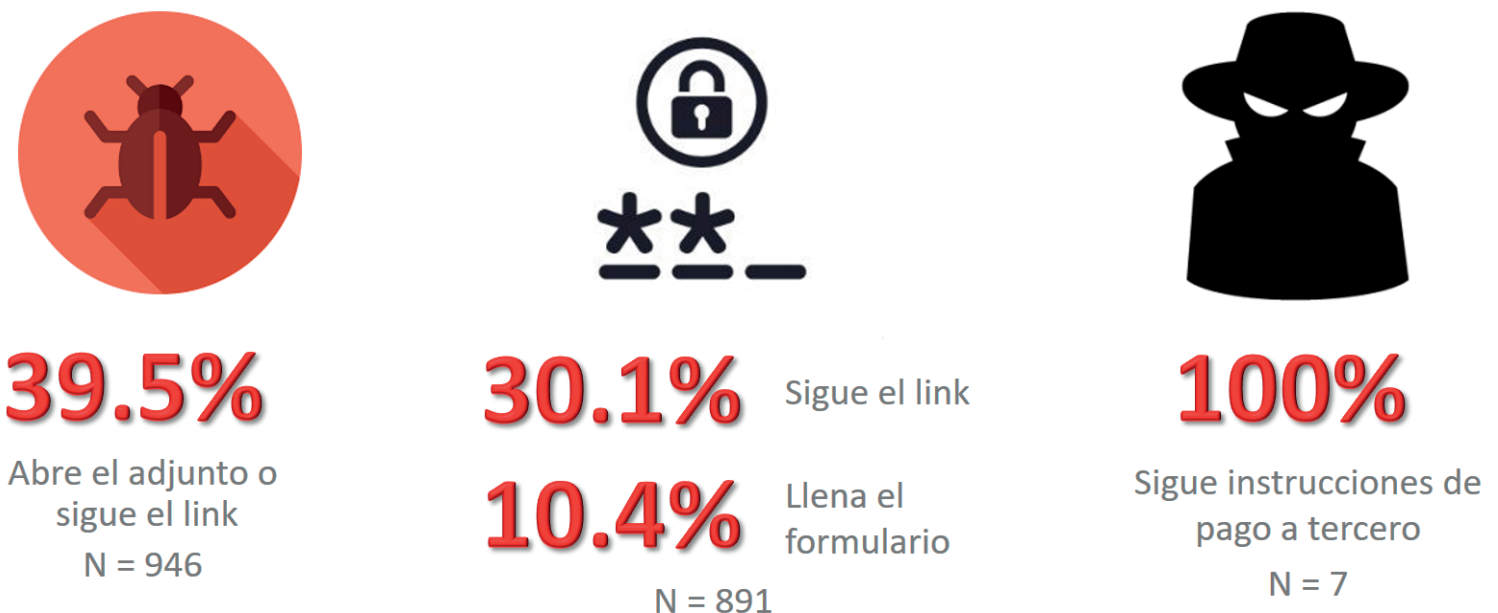 39.5%
Abre el adjunto o
sigue el link
N = 946
**_
30.1%
Sigue el link
10.4%
Llena el
formulario
N = 891
100%
Sigue instrucciones de
pago a tercero
N = 7